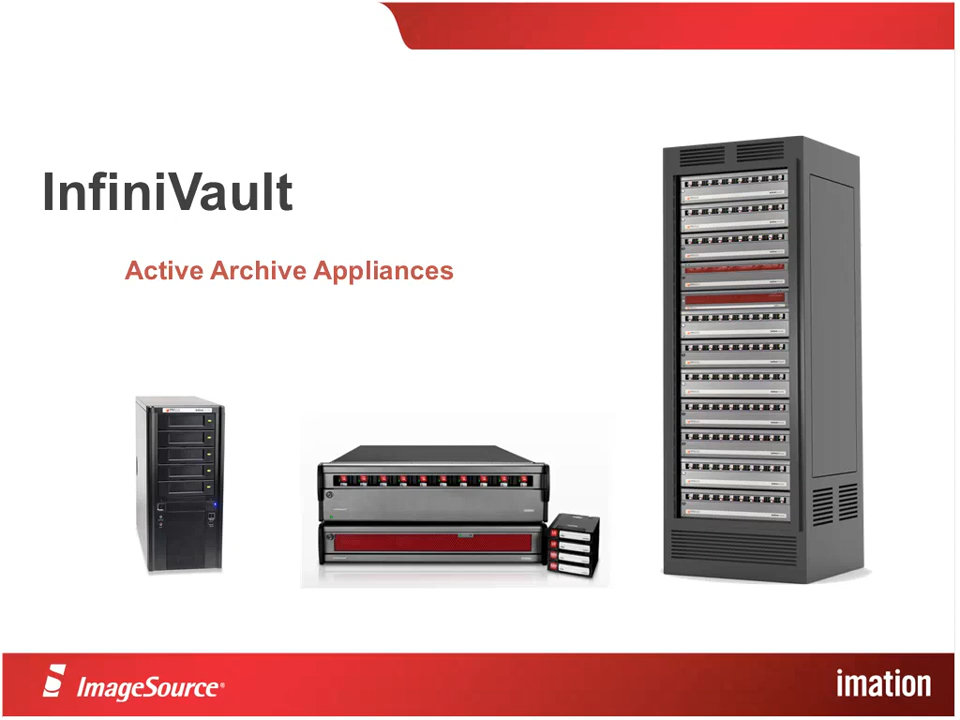 InfiniVault
Active Archive Appliances
ImageSource®
imation